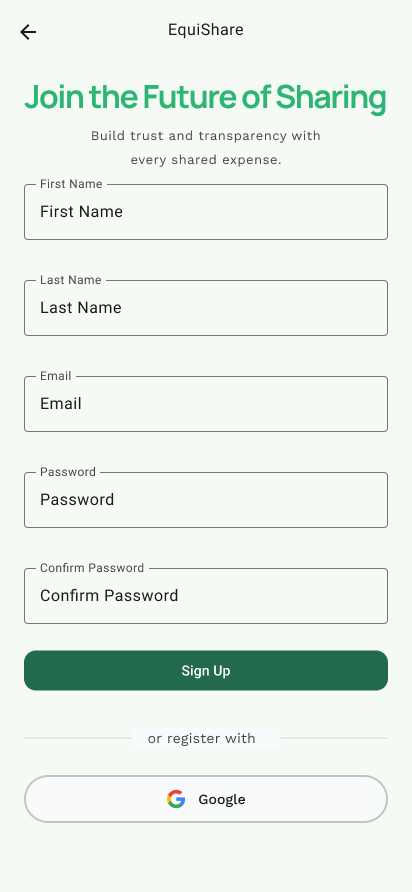 EquiShare
Join the Future of Sharing
Build trust and transparency with
every shared expense.
First Name
First Name
Last Name
Last Name
Email
Email
Password
Password
Confirm Password
Confirm Password
Sign Up
or register with
Google